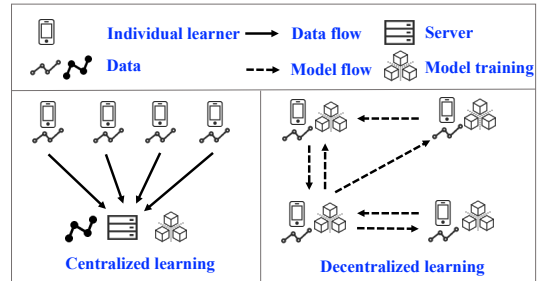 Individual learner Data flow Server
Data Model flow Model training
Centralized learning Decentralized learning